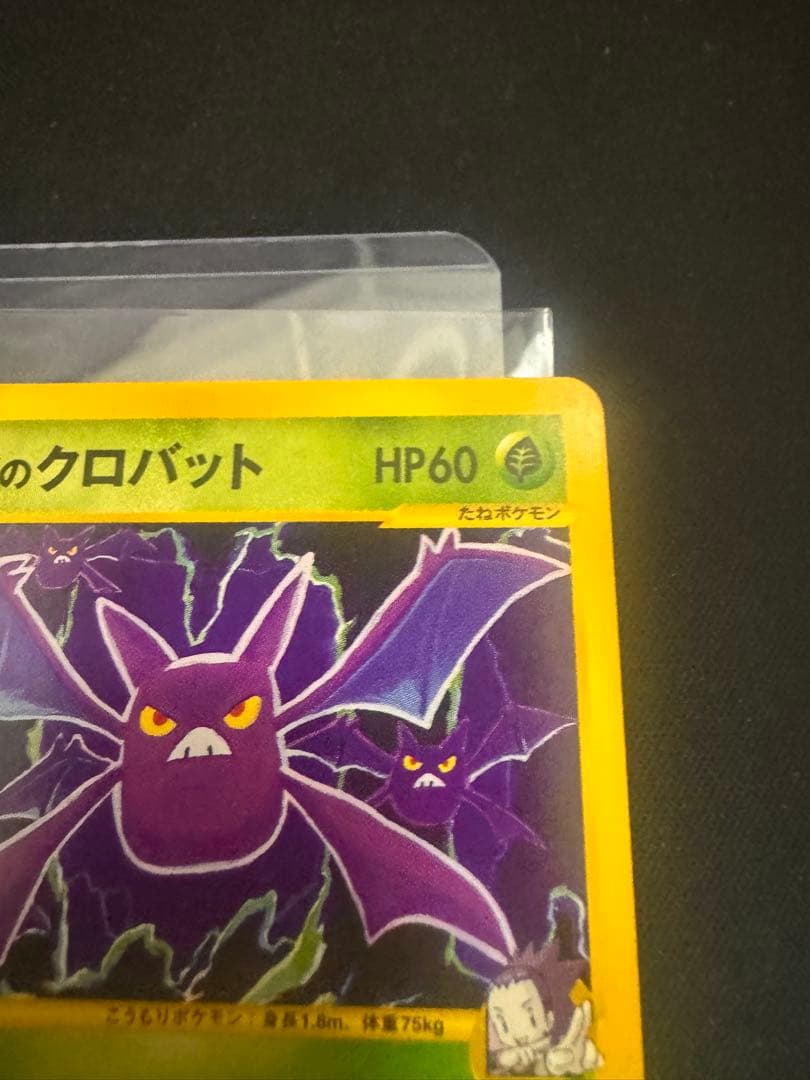 のクロバット HP60
たねポケモン
こうもりポケモン：身長1.8m、体重75kg